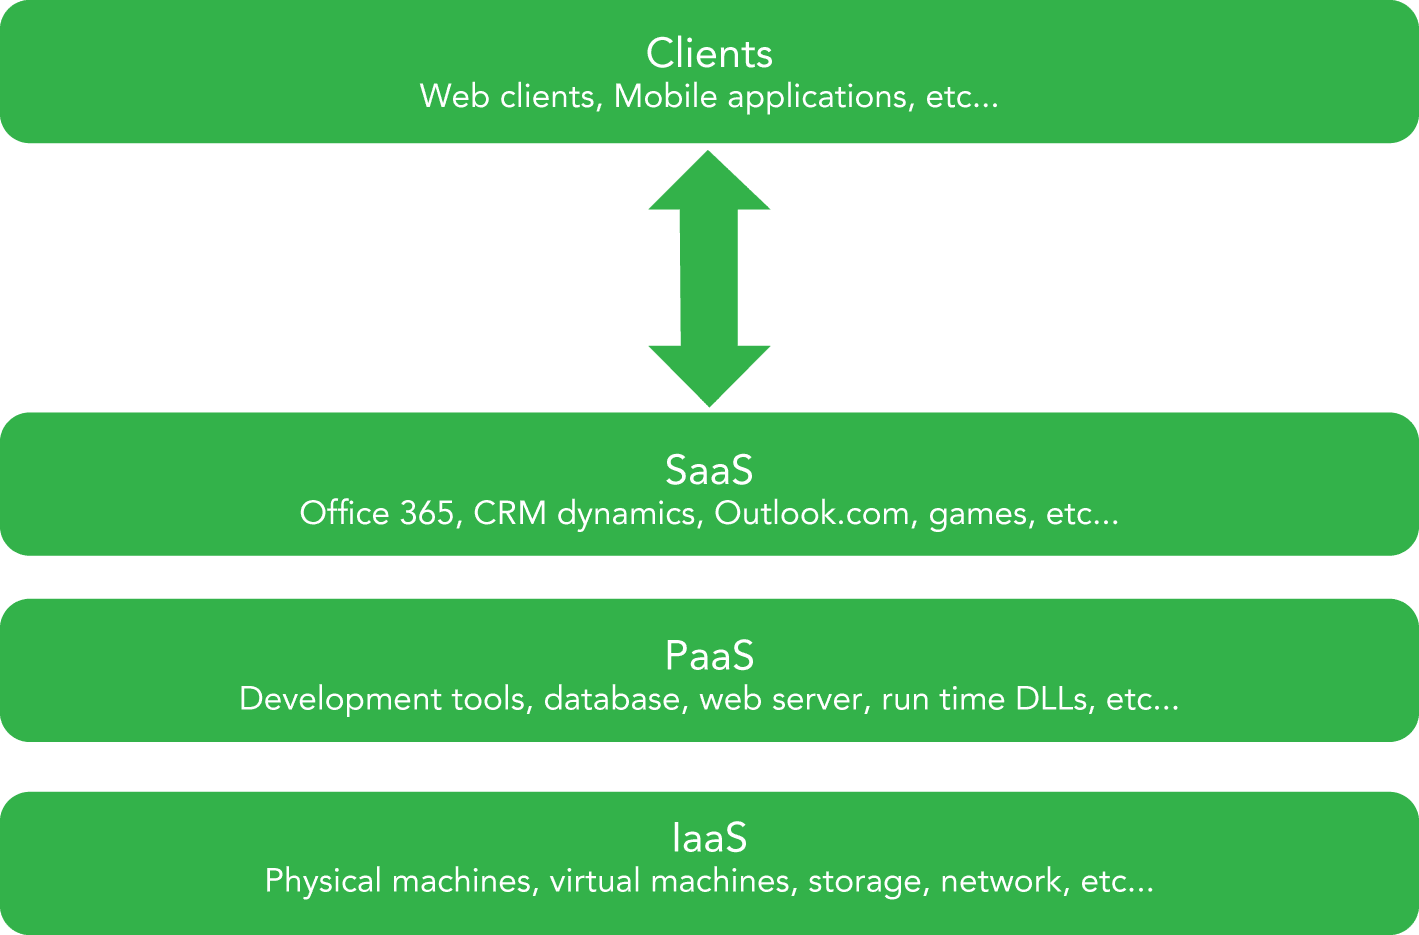 Clients
Web clients, Mobile applications, etc...
SaaS
Office 365, CRM dynamics, Outlook.com, games, etc...
PaaS
Development tools, database, web server, run time DLLs, etc...
IaaS
Physical machines, virtual machines, storage, network, etc...